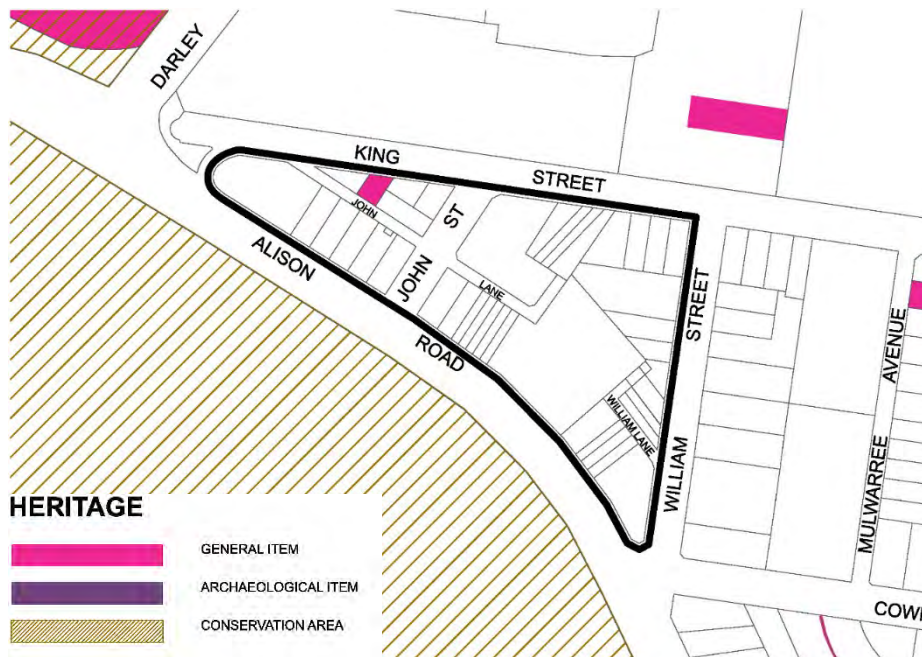 DARLEY
KING
STREET
JOHN
ST
JOHN
LANE
ALISON
ROAD
STREET
WILLIAM
WILLIAM LANE
AVENUE
MULWARREE
HERITAGE
GENERAL ITEM
ARCHAEOLOGICAL ITEM
CONSERVATION AREA